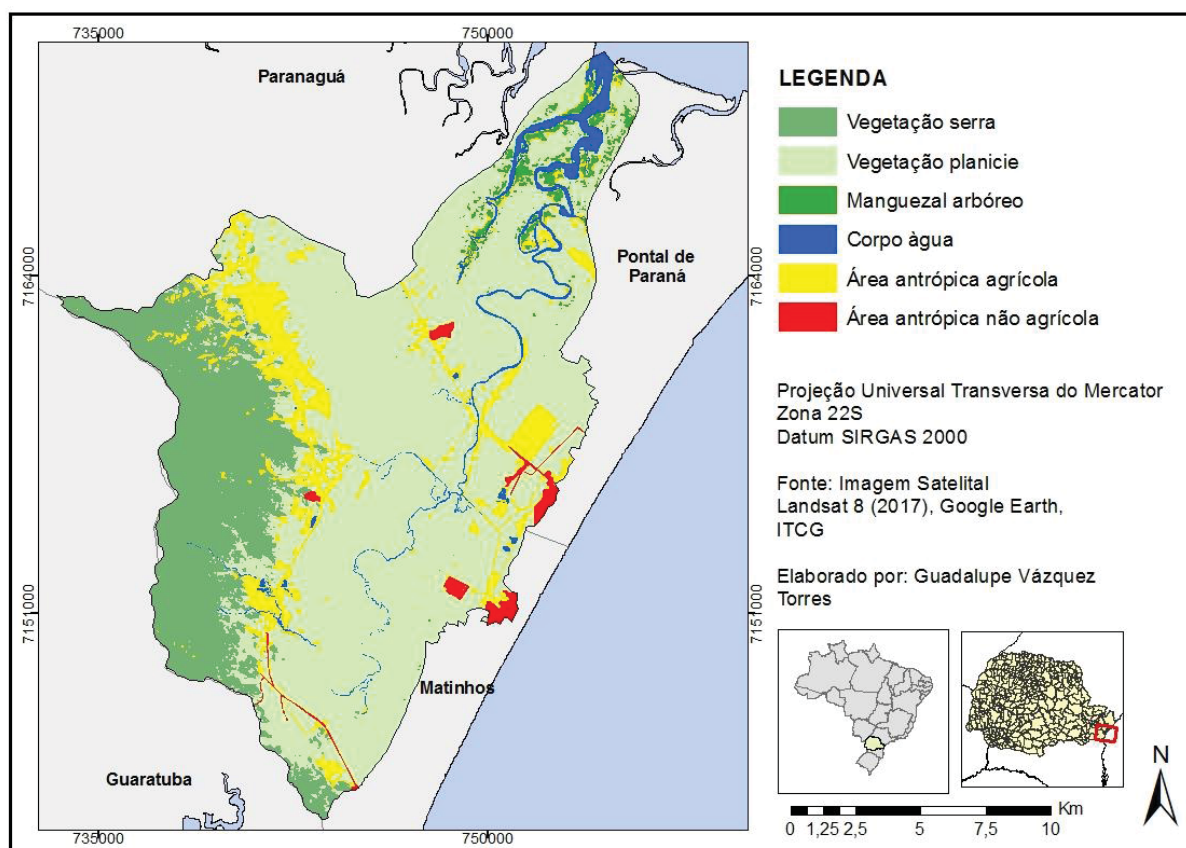 735000
750000
Paranaguá
Pontal de
Paraná
7164000
7164000
7151000
7151000
Matinhos
Guaratuba
735000
750000
LEGENDA
Vegetação serra
Vegetação planicie
Manguezal arbóreo
Corpo àgua
Área antrópica agrícola
Área antrópica não agrícola
Projeção Universal Transversa do Mercator
Zona 22S
Datum SIRGAS 2000
Fonte: Imagem Satelital
Landsat 8 (2017), Google Earth,
ITCG
Elaborado por: Guadalupe Vázquez
Torres
N
Km
0 1,25 2,5 5 7,5 10